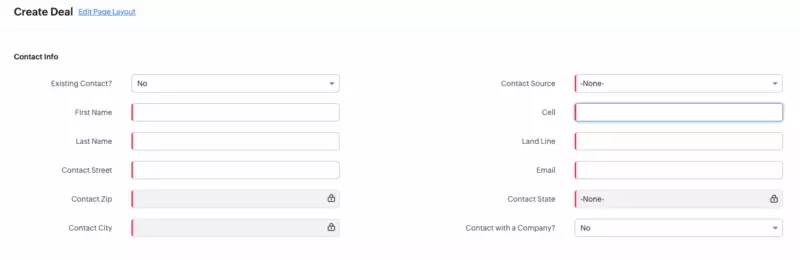 Create Deal Edit Page Layout
Contact Info
Existing Contact? No
Contact Source -None-
First Name
Cell
Last Name
Land Line
Contact Street
Email
Contact Zip
Contact State -None-
Contact City
Contact with a Company? No